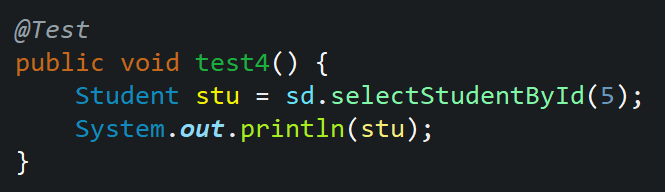 @Test
public void test4() {
    Student stu = sd.selectStudentById(5);
    System.out.println(stu);
}